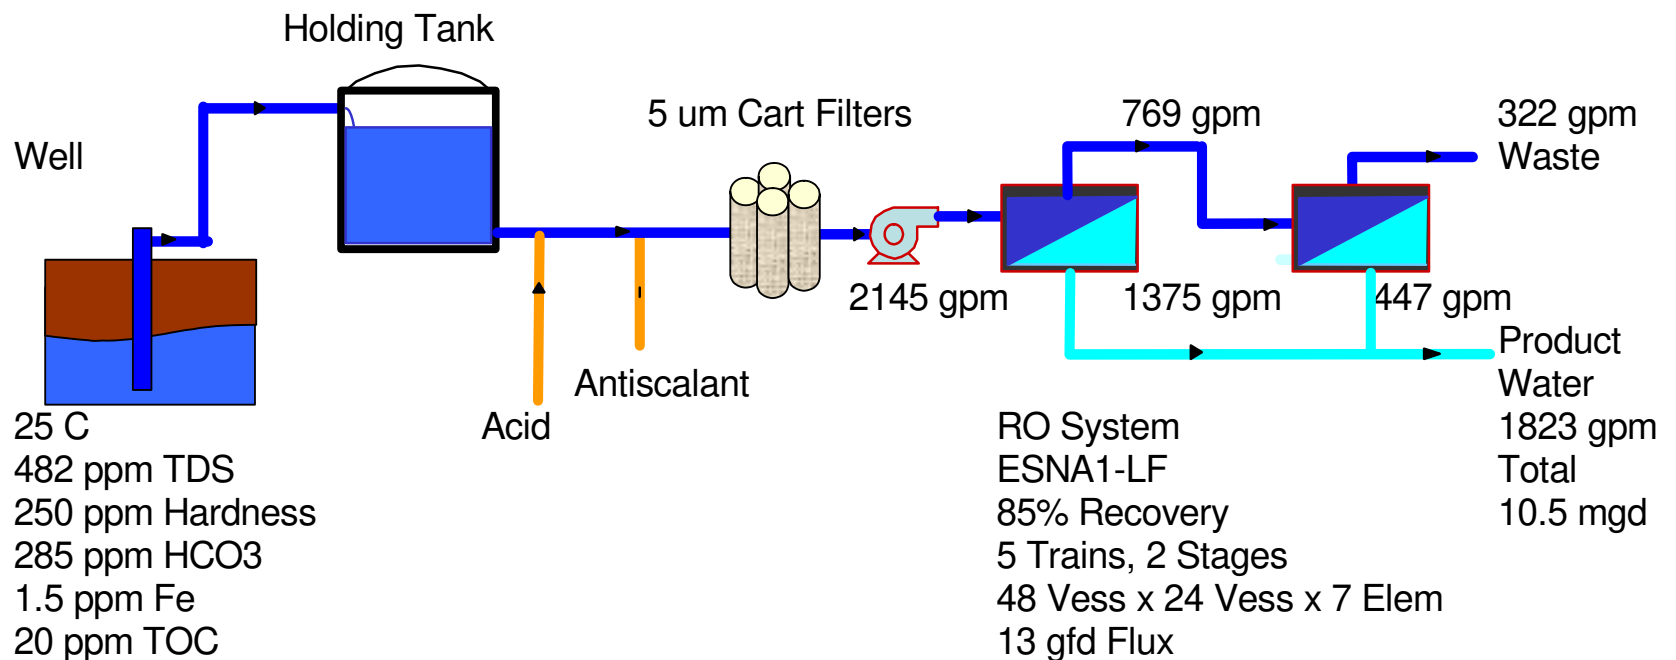 Holding Tank
5 um Cart Filters
769 gpm
322 gpm
Waste
Well
2145 gpm
1375 gpm
447 gpm
Product
Water
1823 gpm
Total
10.5 mgd
Antiscalant
Acid
25 C
482 ppm TDS
250 ppm Hardness
285 ppm HCO3
1.5 ppm Fe
20 ppm TOC
RO System
ESNA1-LF
85% Recovery
5 Trains, 2 Stages
48 Vess x 24 Vess x 7 Elem
13 gfd Flux